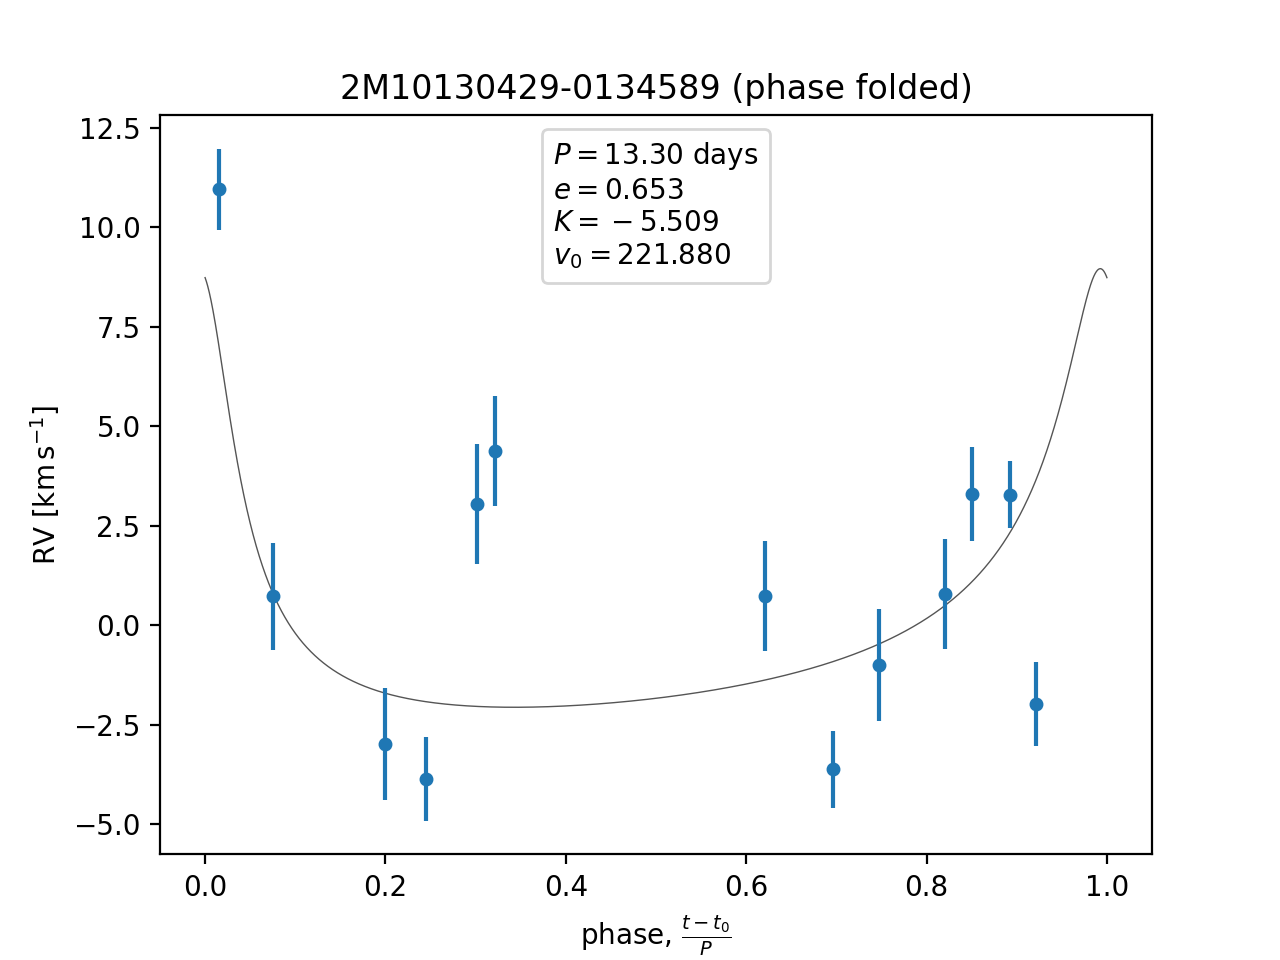 2M10130429-0134589 (phase folded)
P = 13.30 days
e = 0.653
K = −5.509
v₀ = 221.880
RV [km s⁻¹]
12.5
10.0
7.5
5.0
2.5
0.0
−2.5
−5.0
0.0 0.2 0.4 0.6 0.8 1.0
phase, (t − t₀)/P